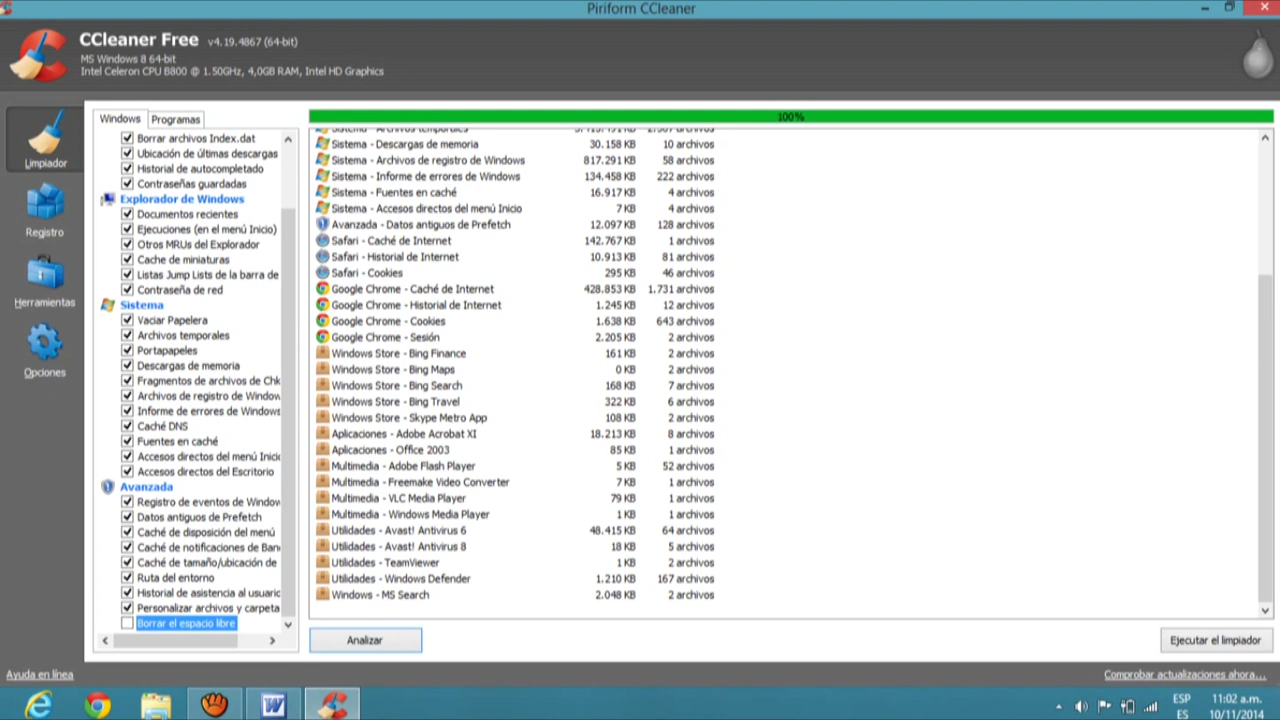 Piriform CCleaner
CCleaner Free v4.19.4867 (64-bit)
MS Windows 8 64-bit
Intel Celeron CPU B800 @ 1.50GHz, 4,0GB RAM, Intel HD Graphics
Limpiador
Registro
Herramientas
Opciones
Windows Programas
Borrar archivos Index.dat
Ubicación de últimas descargas
Historial de autocompletado
Contraseñas guardadas
Explorador de Windows
Documentos recientes
Ejecuciones (en el menú Inicio)
Otros MRUs del Explorador
Cache de miniaturas
Listas Jump Lists de la barra de
Contraseña de red
Sistema
Vaciar Papelera
Archivos temporales
Portapapeles
Descargas de memoria
Fragmentos de archivos de Chk
Archivos de registro de Window
Informe de errores de Windows
Caché DNS
Fuentes en caché
Accesos directos del menú Inicio
Accesos directos del Escritorio
Avanzada
Registro de eventos de Window
Datos antiguos de Prefetch
Caché de disposición del menú
Caché de notificaciones de Ban
Caché de tamaño/ubicación de
Ruta del entorno
Historial de asistencia al usuario
Personalizar archivos y carpeta
Borrar el espacio libre
100%
Sistema - Archivos temporales
Sistema - Descargas de memoria 30.158 KB 10 archivos
Sistema - Archivos de registro de Windows 817.291 KB 58 archivos
Sistema - Informe de errores de Windows 134.458 KB 222 archivos
Sistema - Fuentes en caché 16.917 KB 4 archivos
Sistema - Accesos directos del menú Inicio 7 KB 4 archivos
Avanzada - Datos antiguos de Prefetch 12.097 KB 128 archivos
Safari - Caché de Internet 142.767 KB 1 archivos
Safari - Historial de Internet 10.913 KB 81 archivos
Safari - Cookies 295 KB 46 archivos
Google Chrome - Caché de Internet 428.853 KB 1.731 archivos
Google Chrome - Historial de Internet 1.245 KB 12 archivos
Google Chrome - Cookies 1.638 KB 643 archivos
Google Chrome - Sesión 2.205 KB 2 archivos
Windows Store - Bing Finance 161 KB 2 archivos
Windows Store - Bing Maps 0 KB 2 archivos
Windows Store - Bing Search 168 KB 7 archivos
Windows Store - Bing Travel 322 KB 6 archivos
Windows Store - Skype Metro App 108 KB 2 archivos
Aplicaciones - Adobe Acrobat XI 18.213 KB 8 archivos
Aplicaciones - Office 2003 85 KB 1 archivos
Multimedia - Adobe Flash Player 5 KB 52 archivos
Multimedia - Freemake Video Converter 7 KB 1 archivos
Multimedia - VLC Media Player 79 KB 1 archivos
Multimedia - Windows Media Player 1 KB 1 archivos
Utilidades - Avast! Antivirus 6 48.415 KB 64 archivos
Utilidades - Avast! Antivirus 8 18 KB 5 archivos
Utilidades - TeamViewer 1 KB 2 archivos
Utilidades - Windows Defender 1.210 KB 167 archivos
Windows - MS Search 2.048 KB 2 archivos
Analizar
Ejecutar el limpiador
Ayuda en línea
Comprobar actualizaciones ahora...
ESP 11:02 a.m.
ES 10/11/2014